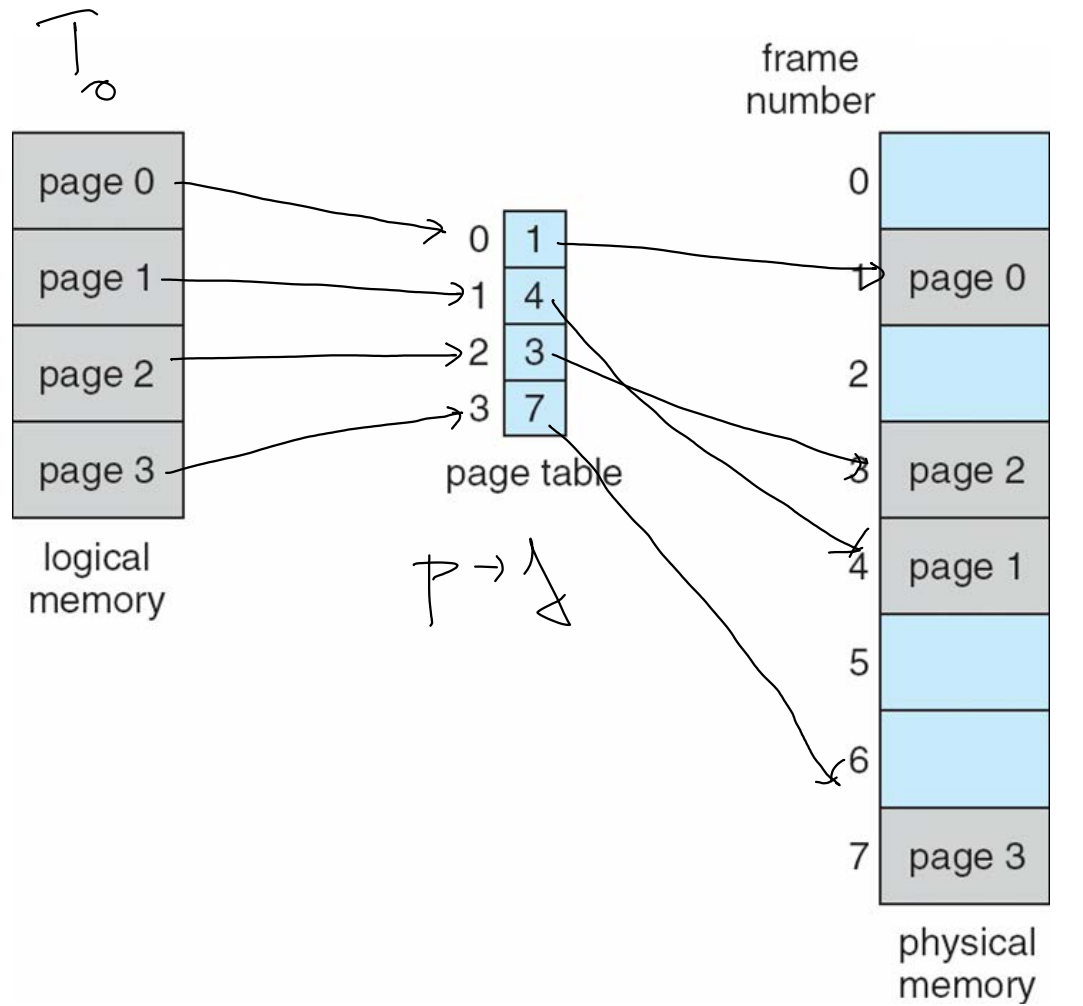 T0
frame
number
page 0
page 1
page 2
page 3
logical
memory
0 1
1 4
2 3
3 7
page table
p → f
0
1 page 0
2
3 page 2
4 page 1
5
6
7 page 3
physical
memory